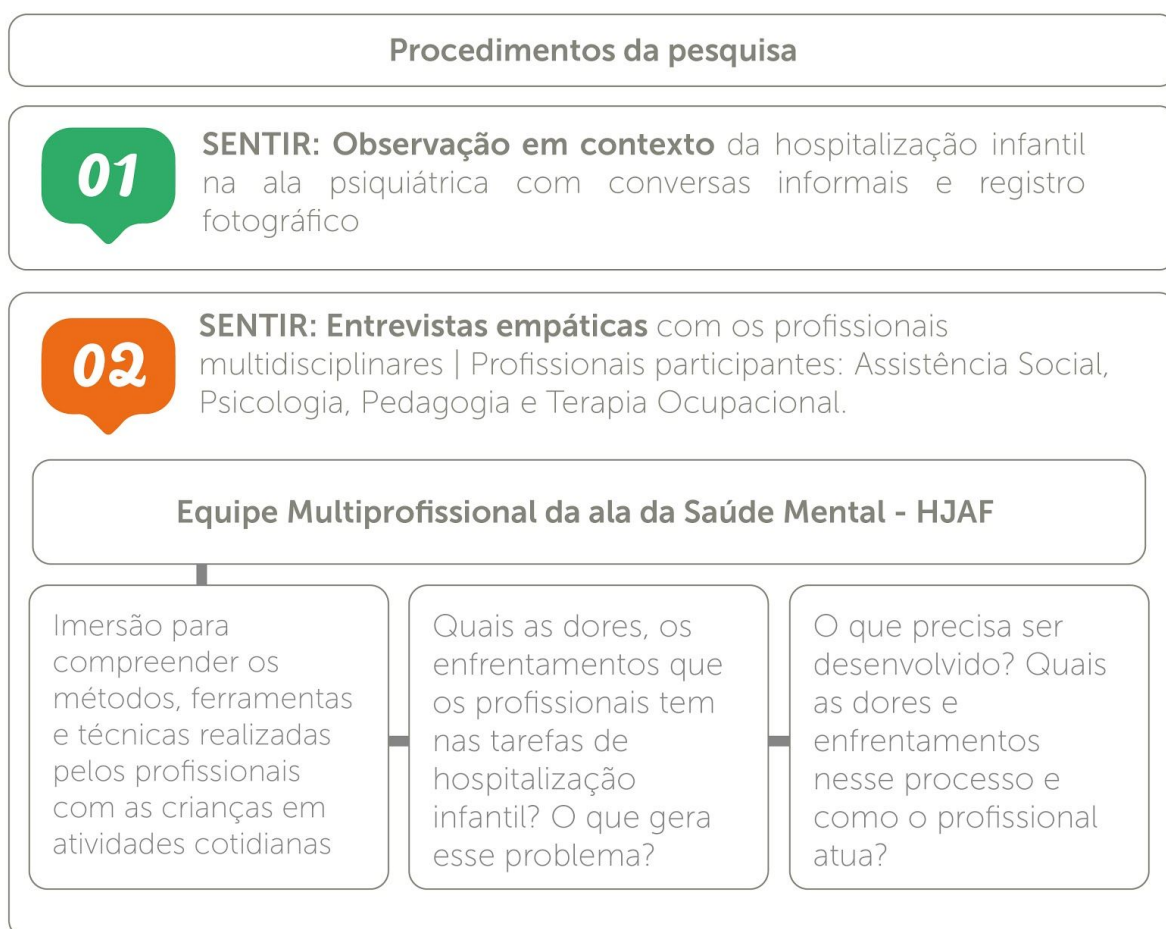 Procedimentos da pesquisa
01
SENTIR: Observação em contexto da hospitalização infantil
na ala psiquiátrica com conversas informais e registro
fotográfico
02
SENTIR: Entrevistas empáticas com os profissionais
multidisciplinares | Profissionais participantes: Assistência Social,
Psicologia, Pedagogia e Terapia Ocupacional.
Equipe Multiprofissional da ala da Saúde Mental - HJAF
Imersão para
compreender os
métodos, ferramentas
e técnicas realizadas
pelos profissionais
com as crianças em
atividades cotidianas
Quais as dores, os
enfrentamentos que
os profissionais tem
nas tarefas de
hospitalização
infantil? O que gera
esse problema?
O que precisa ser
desenvolvido? Quais
as dores e
enfrentamentos
nesse processo e
como o profissional
atua?